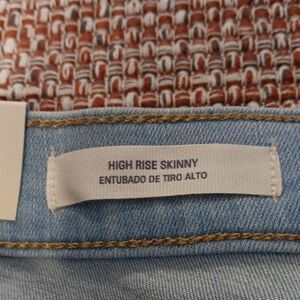 HIGH RISE SKINNY
ENTUBADO DE TIRO ALTO